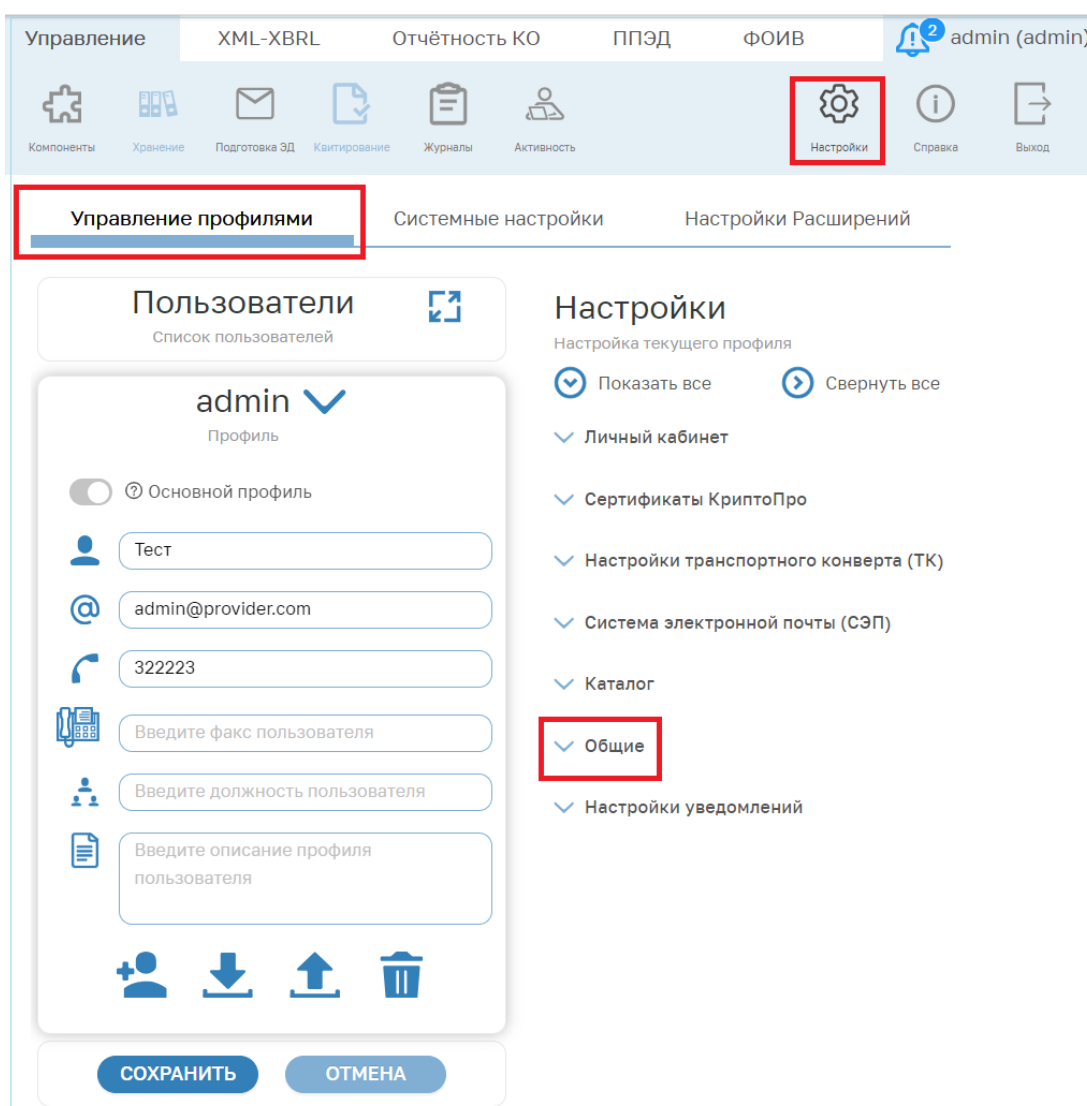 Управление XML-XBRL Отчётность КО ППЭД ФОИВ 2 admin (admin)
Компоненты Хранение Подготовка ЭД Квитирование Журналы Активность Настройки Справка Выход
Управление профилями Системные настройки Настройки Расширений
Пользователи
Список пользователей
admin
Профиль
Основной профиль
Тест
admin@provider.com
322223
Введите факс пользователя
Введите должность пользователя
Введите описание профиля
пользователя
СОХРАНИТЬ ОТМЕНА
Настройки
Настройка текущего профиля
Показать все Свернуть все
Личный кабинет
Сертификаты КриптоПро
Настройки транспортного конверта (ТК)
Система электронной почты (СЭП)
Каталог
Общие
Настройки уведомлений